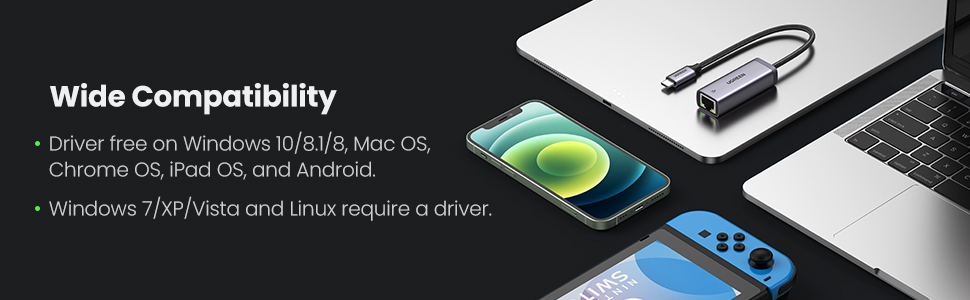 Wide Compatibility
• Driver free on Windows 10/8.1/8, Mac OS,
Chrome OS, iPad OS, and Android.
• Windows 7/XP/Vista and Linux require a driver.
UGREEN
UGREEN